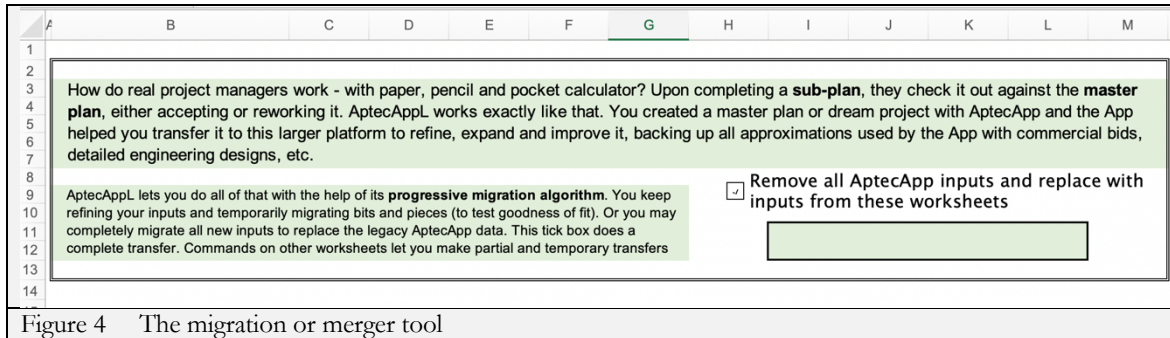 A B C D E F G H I J K L M
1
2
3
4
5
6
7
8
9
10
11
12
13
14
How do real project managers work - with paper, pencil and pocket calculator? Upon completing a sub-plan, they check it out against the master
plan, either accepting or reworking it. AptecAppL works exactly like that. You created a master plan or dream project with AptecApp and the App
helped you transfer it to this larger platform to refine, expand and improve it, backing up all approximations used by the App with commercial bids,
detailed engineering designs, etc.
AptecAppL lets you do all of that with the help of its progressive migration algorithm. You keep
refining your inputs and temporarily migrating bits and pieces (to test goodness of fit). Or you may
completely migrate all new inputs to replace the legacy AptecApp data. This tick box does a
complete transfer. Commands on other worksheets let you make partial and temporary transfers
Remove all AptecApp inputs and replace with
inputs from these worksheets
Figure 4 The migration or merger tool